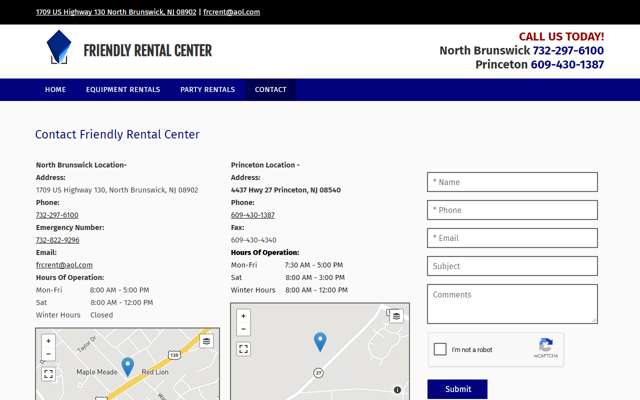 1709 US Highway 130 North Brunswick, NJ 08902 | frcrent@aol.com
FRIENDLY RENTAL CENTER
CALL US TODAY!
North Brunswick 732-297-6100
Princeton 609-430-1387
HOME EQUIPMENT RENTALS PARTY RENTALS CONTACT
Contact Friendly Rental Center
North Brunswick Location-
Address:
1709 US Highway 130, North Brunswick, NJ 08902
Phone:
732-297-6100
Emergency Number:
732-822-9296
Email:
frcrent@aol.com
Hours Of Operation:
Mon-Fri 8:00 AM - 5:00 PM
Sat 8:00 AM - 12:00 PM
Winter Hours Closed
+
−
Taylor Dr
130
Maple Meade
Red Lion
Princeton Location -
Address:
4437 Hwy 27 Princeton, NJ 08540
Phone:
609-430-1387
Fax:
609-430-4340
Hours Of Operation:
Mon-Fri 7:30 AM - 5:00 PM
Sat 8:00 AM - 3:00 PM
Winter Hours 8:00 AM - 12:00 PM
+
−
27
* Name
* Phone
* Email
Subject
Comments
I'm not a robot
reCAPTCHA
Submit